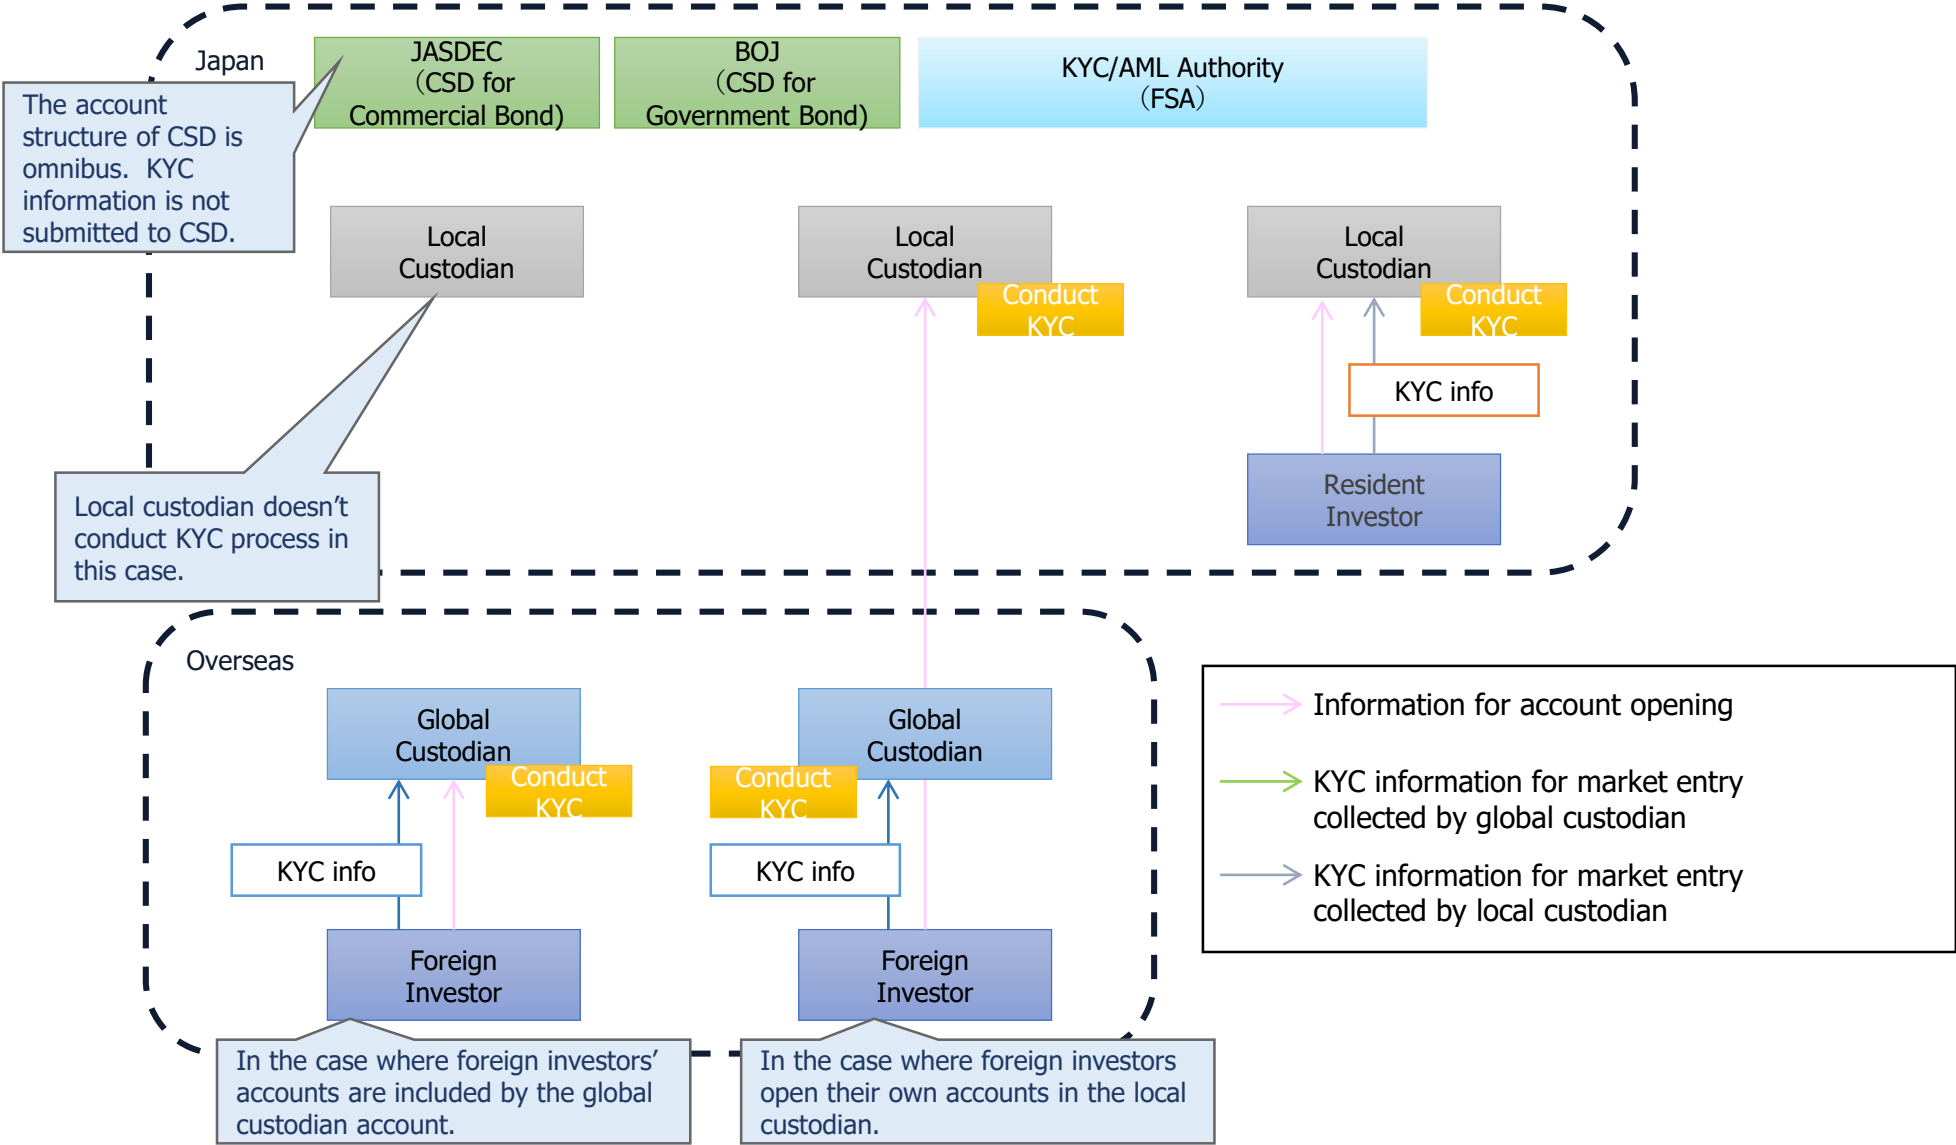 Japan
JASDEC
（CSD for
Commercial Bond)
BOJ
（CSD for
Government Bond)
KYC/AML Authority
（FSA）
The account
structure of CSD is
omnibus.  KYC
information is not
submitted to CSD.
Local
Custodian
Local
Custodian
Conduct
KYC
Local
Custodian
Conduct
KYC
KYC info
Resident
Investor
Local custodian doesn’t
conduct KYC process in
this case.
Overseas
Global
Custodian
Conduct
KYC
KYC info
Foreign
Investor
Global
Custodian
Conduct
KYC
KYC info
Foreign
Investor
In the case where foreign investors’
accounts are included by the global
custodian account.
In the case where foreign investors
open their own accounts in the local
custodian.
Information for account opening
KYC information for market entry
collected by global custodian
KYC information for market entry
collected by local custodian